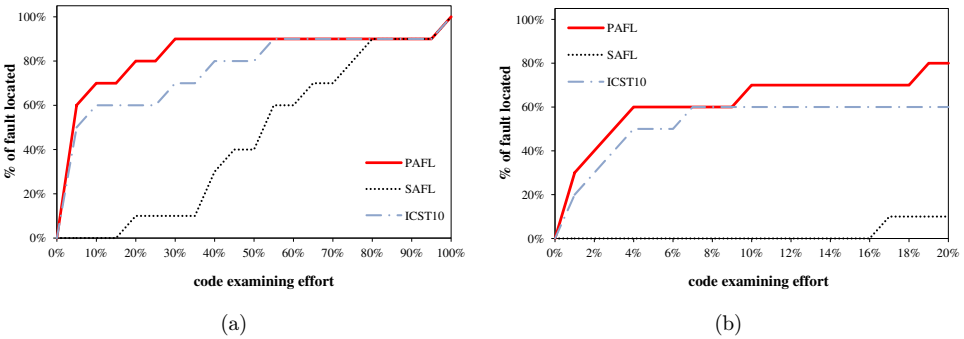 % of fault located
100%
80%
60%
40%
20%
0%
PAFL
SAFL
ICST10
0% 10% 20% 30% 40% 50% 60% 70% 80% 90% 100%
code examining effort
(a)
% of fault located
100%
80%
60%
40%
20%
0%
PAFL
SAFL
ICST10
0% 2% 4% 6% 8% 10% 12% 14% 16% 18% 20%
code examining effort
(b)